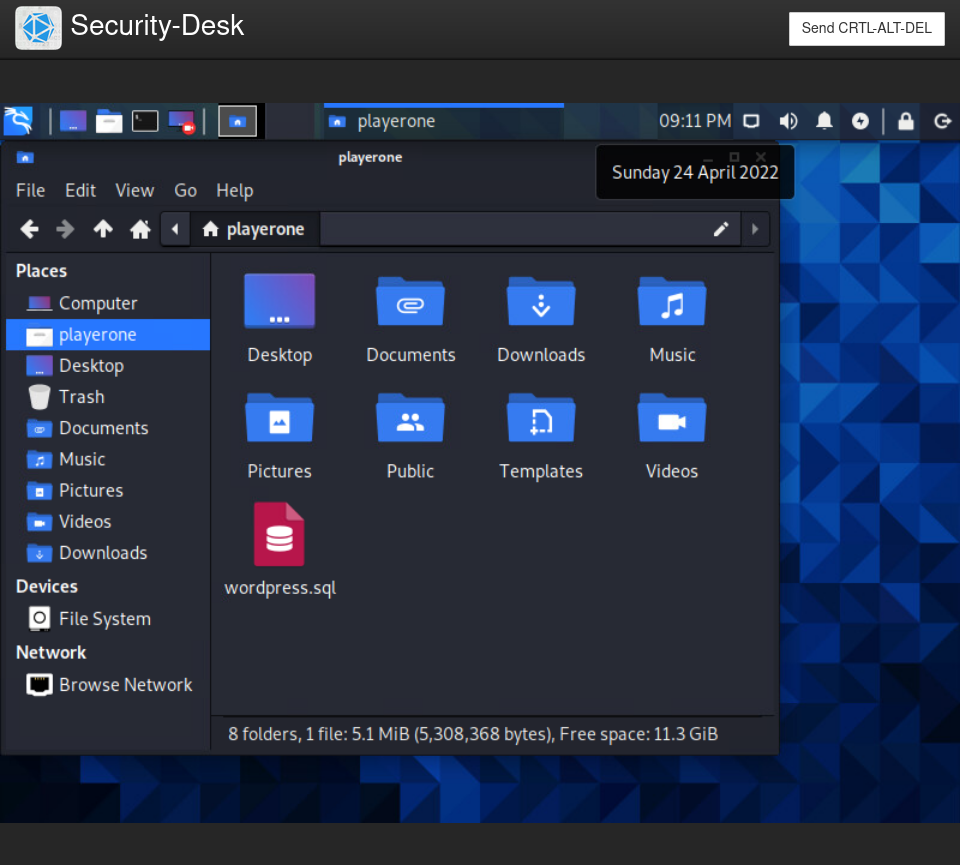 Security-Desk
Send CRTL-ALT-DEL
playerone
09:11 PM
playerone
Sunday 24 April 2022
File Edit View Go Help
playerone
Places
Computer
playerone
Desktop
Trash
Documents
Music
Pictures
Videos
Downloads
Devices
File System
Network
Browse Network
Desktop Documents Downloads Music
Pictures Public Templates Videos
wordpress.sql
8 folders, 1 file: 5.1 MiB (5,308,368 bytes), Free space: 11.3 GiB